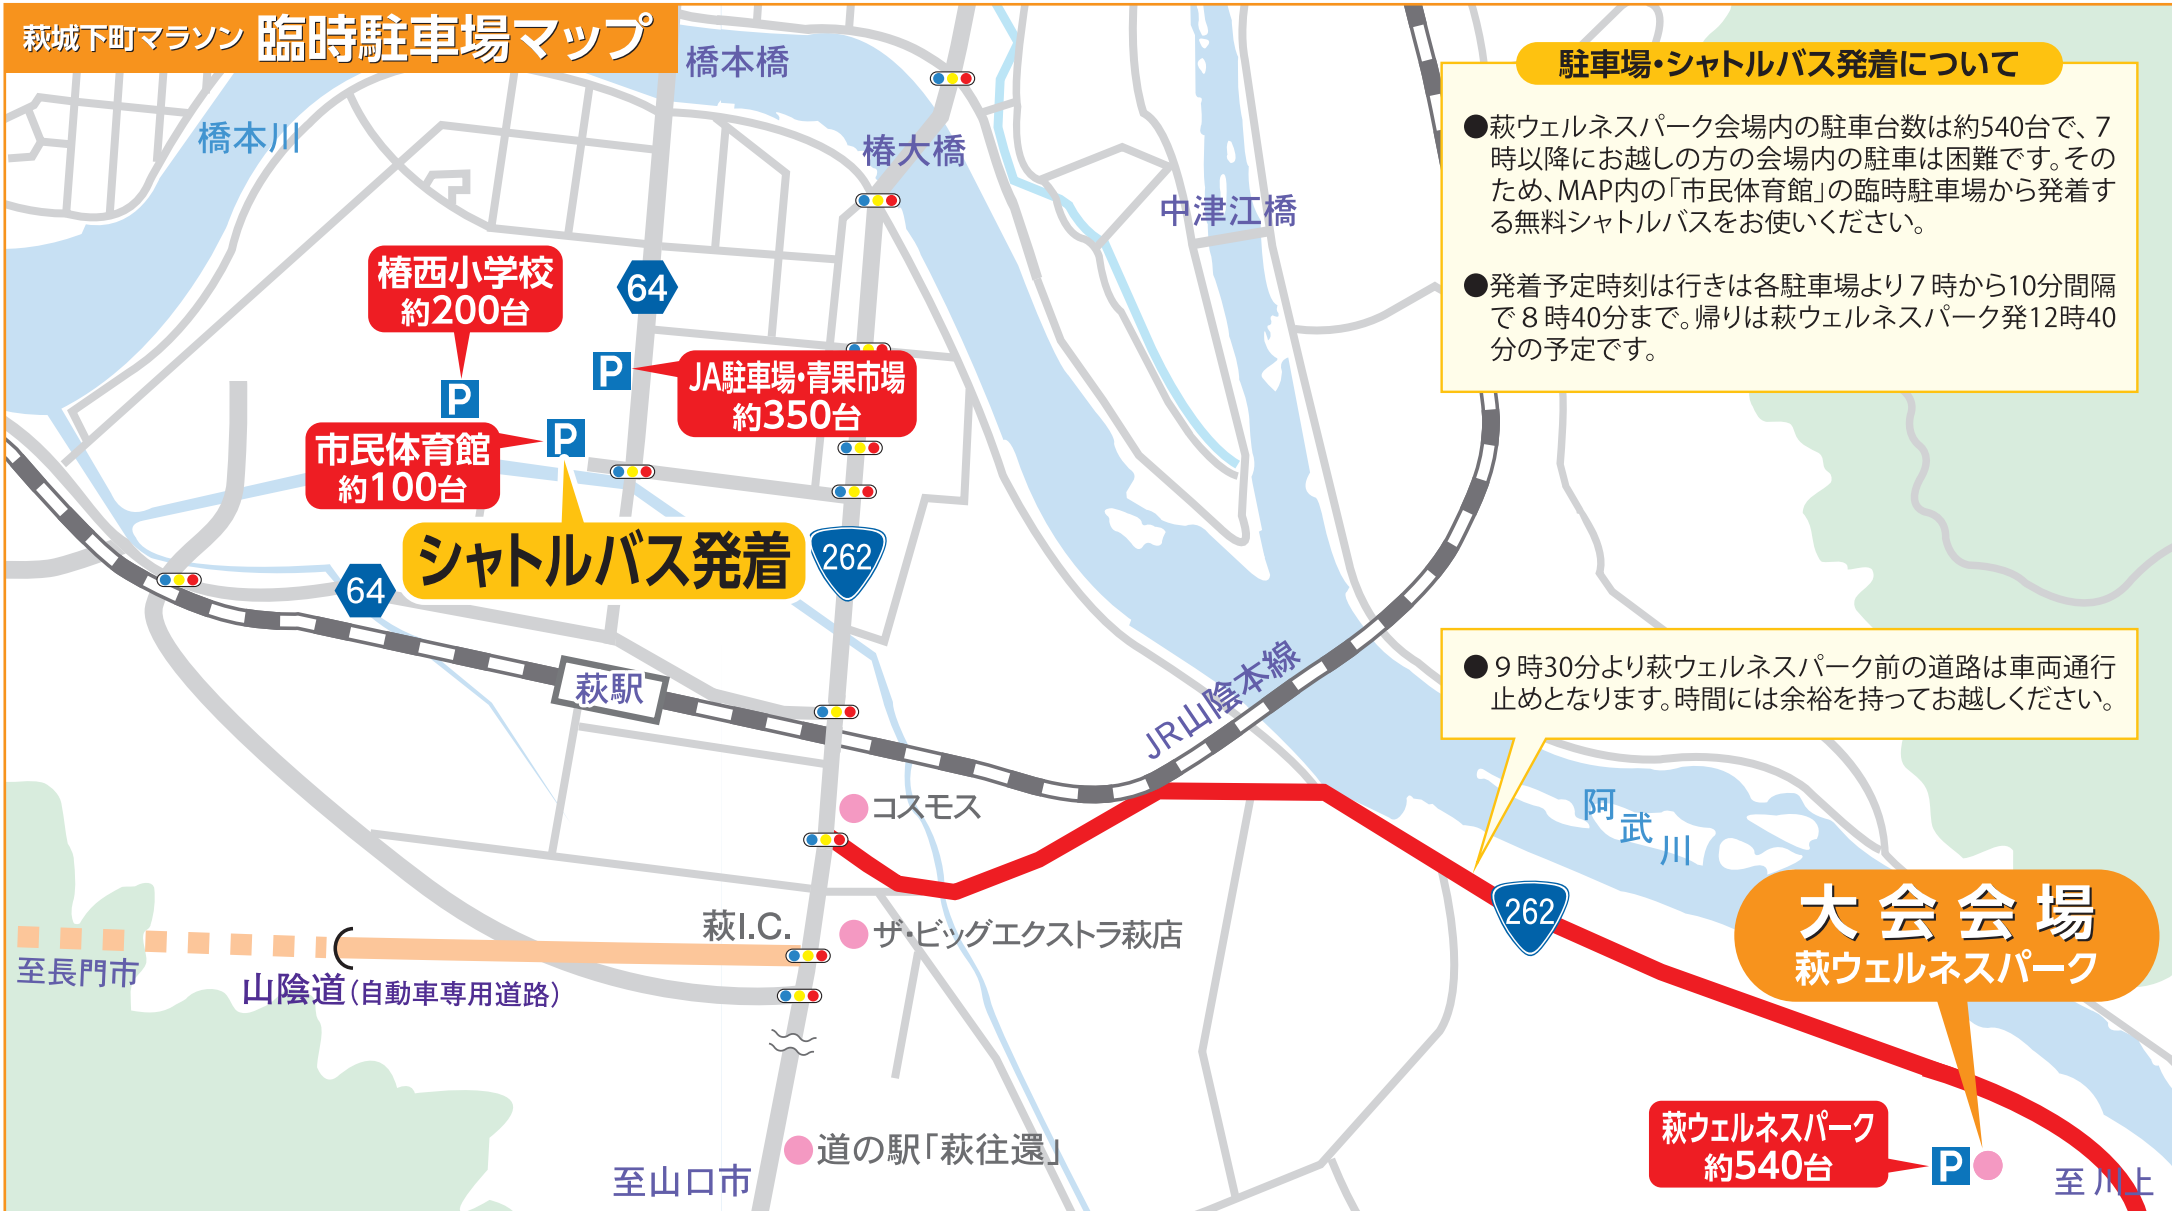 萩城下町マラソン 臨時駐車場マップ
橋本橋
橋本川
椿大橋
中津江橋
駐車場・シャトルバス発着について
●萩ウェルネスパーク会場内の駐車台数は約540台で、7
時以降にお越しの方の会場内の駐車は困難です。その
ため、MAP内の「市民体育館」の臨時駐車場から発着す
る無料シャトルバスをお使いください。
●発着予定時刻は行きは各駐車場より7時から10分間隔
で8時40分まで。帰りは萩ウェルネスパーク発12時40
分の予定です。
椿西小学校
約200台
64
P
JA駐車場・青果市場
約350台
P
市民体育館
約100台
P
シャトルバス発着
262
64
萩駅
JR山陰本線
●9時30分より萩ウェルネスパーク前の道路は車両通行
止めとなります。時間には余裕を持ってお越しください。
コスモス
阿武川
262
大会会場
萩ウェルネスパーク
萩I.C.
ザ・ビッグエクストラ萩店
至長門市
山陰道(自動車専用道路)
道の駅「萩往還」
至山口市
萩ウェルネスパーク
約540台
P
至川上